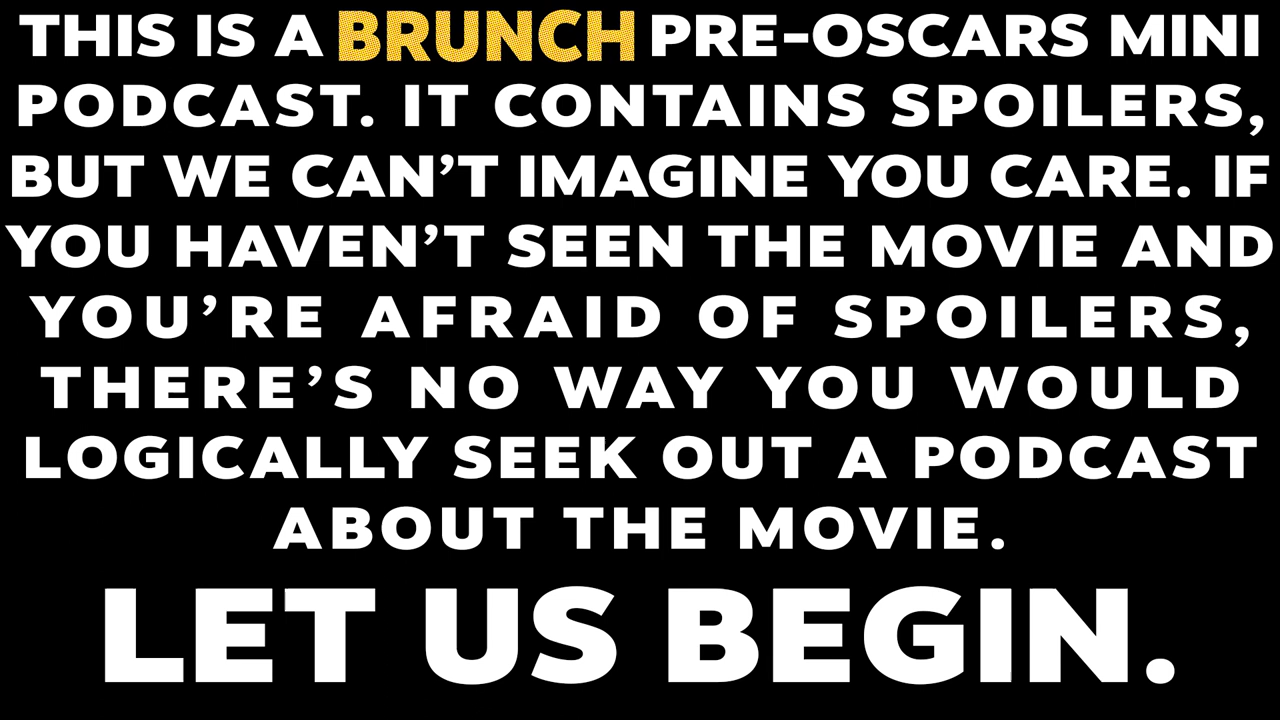 THIS IS A BRUNCH PRE-OSCARS MINI
PODCAST. IT CONTAINS SPOILERS,
BUT WE CAN’T IMAGINE YOU CARE. IF
YOU HAVEN’T SEEN THE MOVIE AND
YOU’RE AFRAID OF SPOILERS,
THERE’S NO WAY YOU WOULD
LOGICALLY SEEK OUT A PODCAST
ABOUT THE MOVIE.
LET US BEGIN.